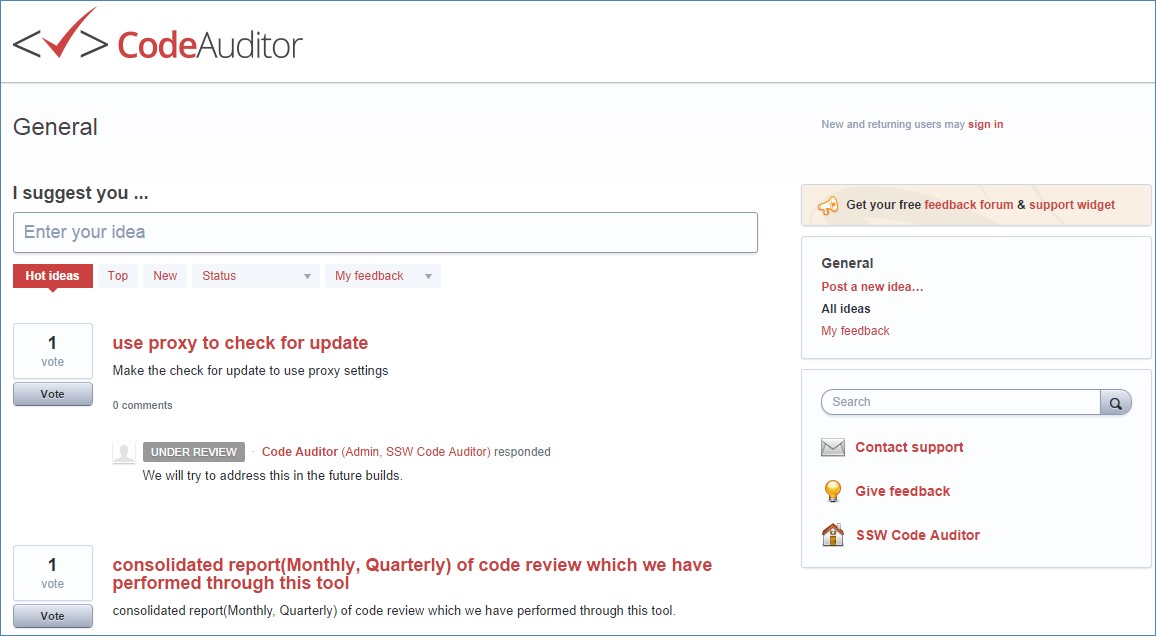 <✓> CodeAuditor
General
New and returning users may sign in
I suggest you ...
Enter your idea
Hot ideas
Top
New
Status
My feedback
1
vote
Vote
use proxy to check for update
Make the check for update to use proxy settings
0 comments
UNDER REVIEW · Code Auditor (Admin, SSW Code Auditor) responded
We will try to address this in the future builds.
1
vote
Vote
consolidated report(Monthly, Quarterly) of code review which we have
performed through this tool
consolidated report(Monthly, Quarterly) of code review which we have performed through this tool.
Get your free feedback forum & support widget
General
Post a new idea…
All ideas
My feedback
Search
Contact support
Give feedback
SSW Code Auditor